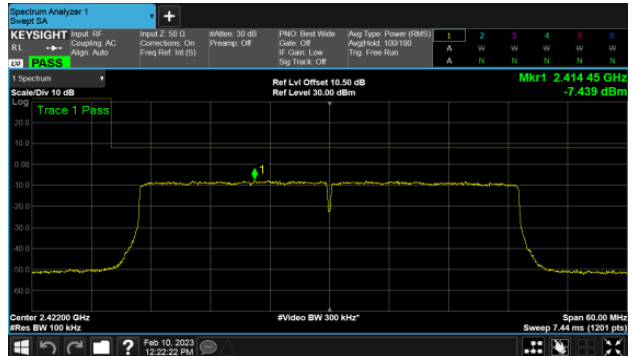 Spectrum Analyzer 1
Swept SA
KEYSIGHT Input: RF Input Z: 50 Ω #Atten: 30 dB PNO: Best Wide Avg Type: Power (RMS) 1 2 3 4 5 6
RL Coupling: AC Corrections: On Preamp: Off Gate: Off Avg|Hold: 100/100 A W W W W W
Align: Auto Freq Ref: Int (S) IF Gain: Low Trig: Free Run
LXI PASS Sig Track: Off A N N N N N
1 Spectrum Ref Lvl Offset 10.50 dB Mkr1 2.414 45 GHz
Scale/Div 10 dB Ref Level 30.00 dBm -7.439 dBm
Log
Trace 1 Pass
20.0
10.0
0.00
1
-10.0
-20.0
-30.0
-40.0
-50.0
-60.0
Center 2.42200 GHz #Video BW 300 kHz* Span 60.00 MHz
#Res BW 100 kHz Sweep 7.44 ms (1201 pts)
? Feb 10, 2023
12:22:22 PM